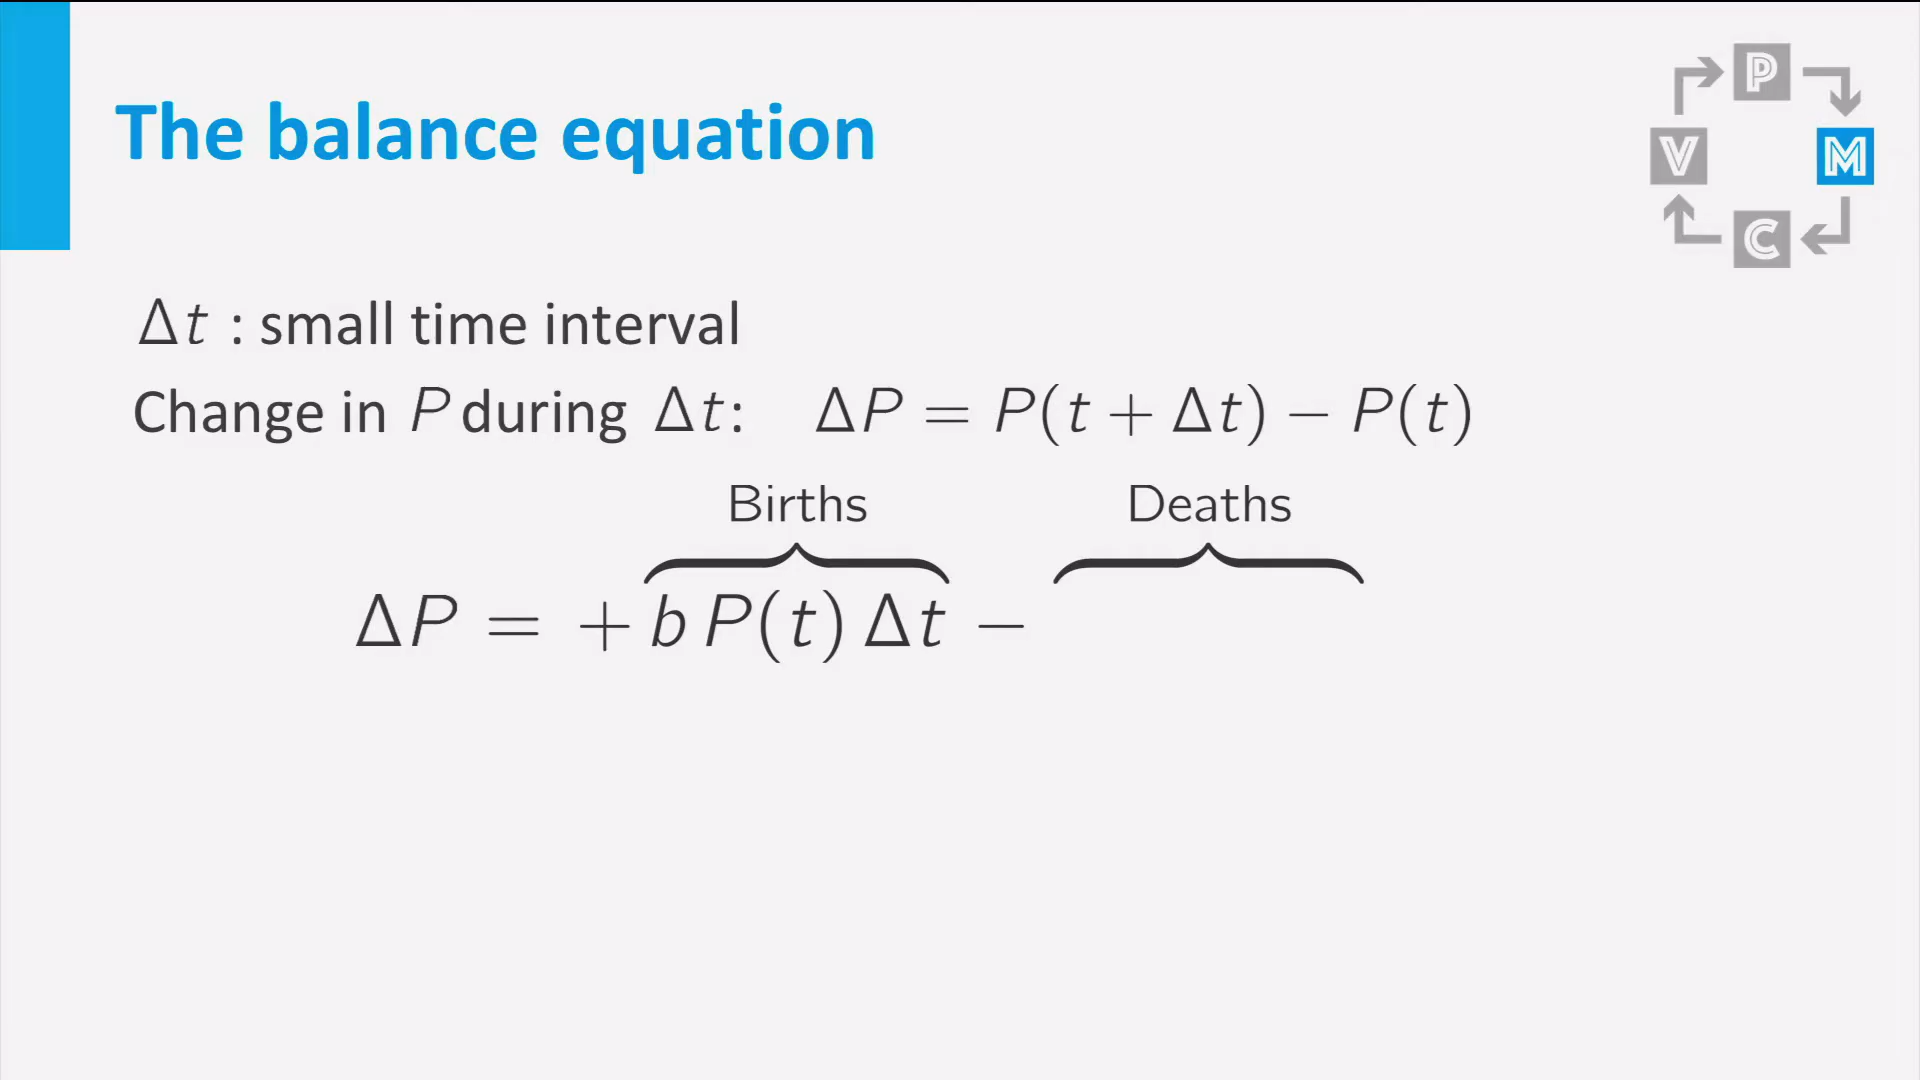 The balance equation
P
V M
C
Δt : small time interval
Change in P during Δt: ΔP = P(t + Δt) − P(t)
Births Deaths
ΔP = + b P(t) Δt −